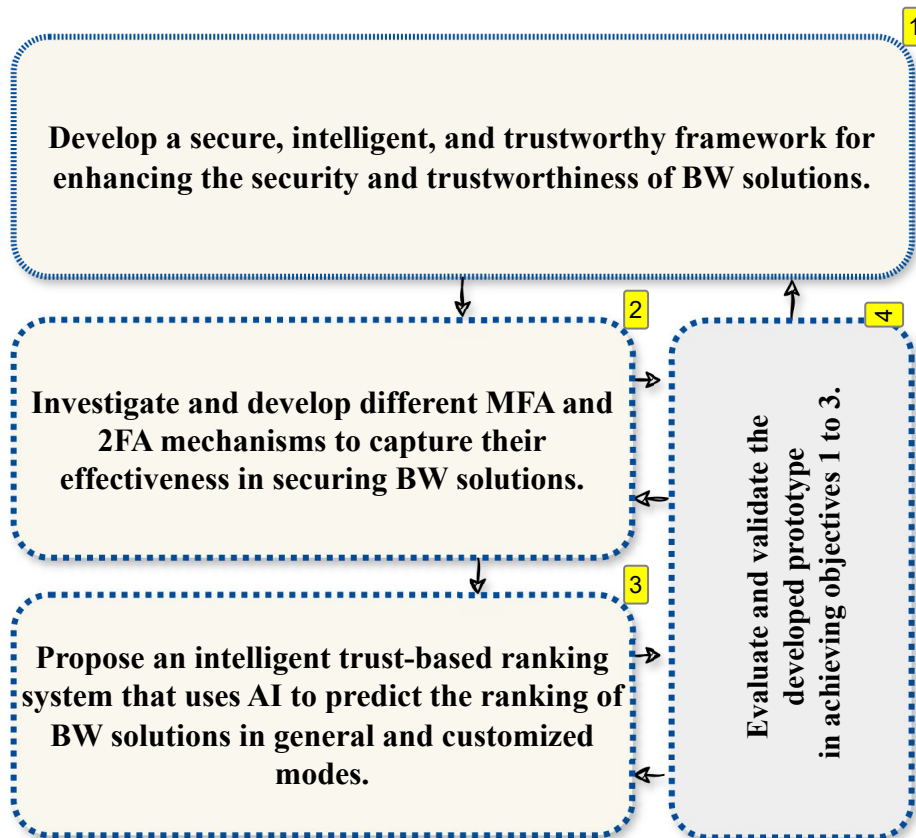 1
Develop a secure, intelligent, and trustworthy framework for
enhancing the security and trustworthiness of BW solutions.
2
Investigate and develop different MFA and
2FA mechanisms to capture their
effectiveness in securing BW solutions.
3
Propose an intelligent trust-based ranking
system that uses AI to predict the ranking of
BW solutions in general and customized
modes.
4
Evaluate and validate the
developed prototype
in achieving objectives 1 to 3.